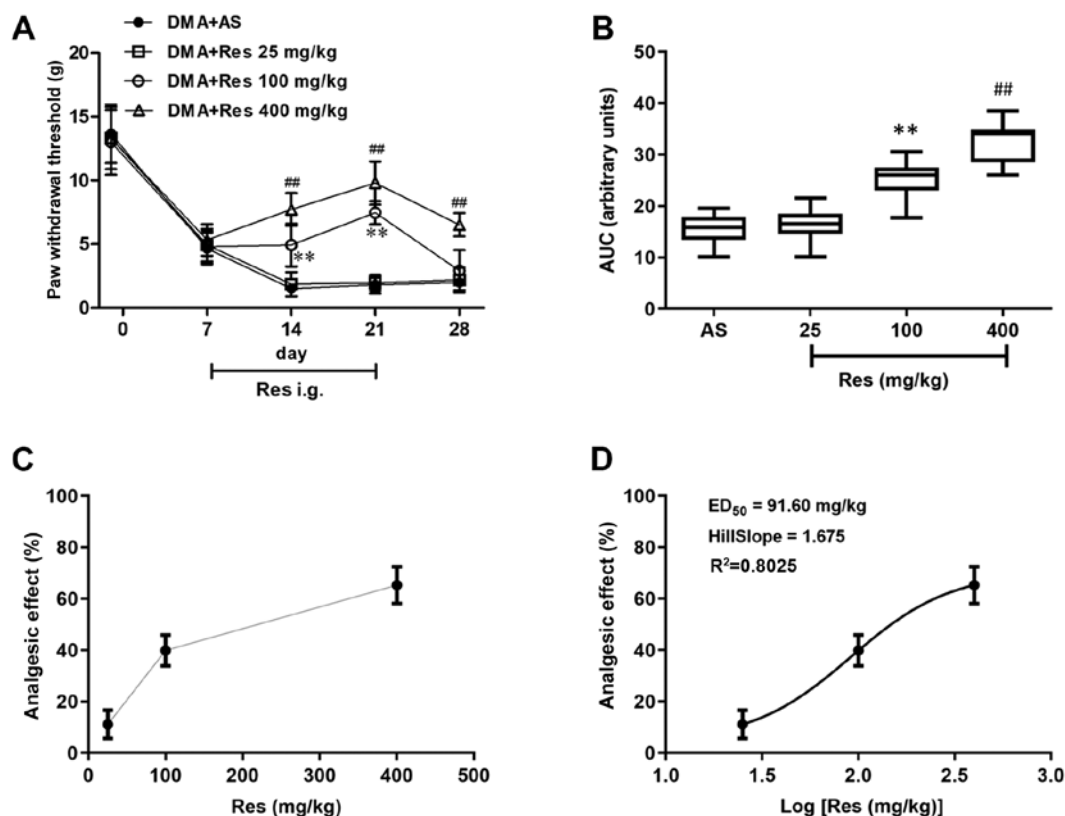 A
DMA+AS
DMA+Res 25 mg/kg
DMA+Res 100 mg/kg
DMA+Res 400 mg/kg
Paw withdrawal threshold (g)
20
15
10
5
0
##
##
##
**
**
0 7 14 21 28
day
Res i.g.
B
AUC (arbitrary units)
50
40
30
20
10
0
**
##
AS 25 100 400
Res (mg/kg)
C
Analgesic effect (%)
100
80
60
40
20
0
0 100 200 300 400 500
Res (mg/kg)
D
Analgesic effect (%)
100
80
60
40
20
0
ED50 = 91.60 mg/kg
HillSlope = 1.675
R²=0.8025
1.0 1.5 2.0 2.5 3.0
Log [Res (mg/kg)]